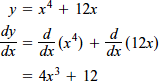 y = x⁴ + 12x
dy/dx = d/dx (x⁴) + d/dx (12x)
= 4x³ + 12